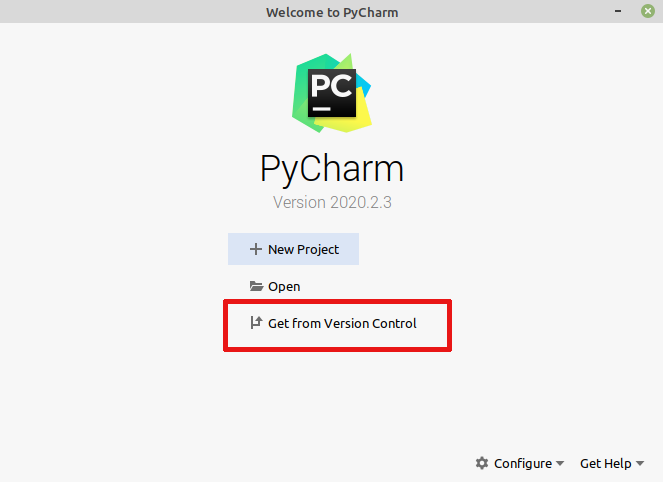 Welcome to PyCharm
PC
PyCharm
Version 2020.2.3
New Project
Open
Get from Version Control
Configure Get Help